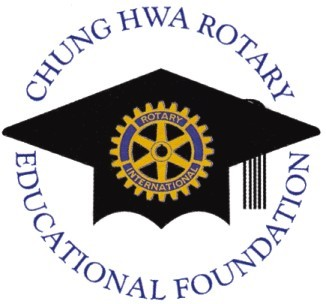 CHUNG HWA ROTARY
ROTARY
INTERNATIONAL
EDUCATIONAL FOUNDATION